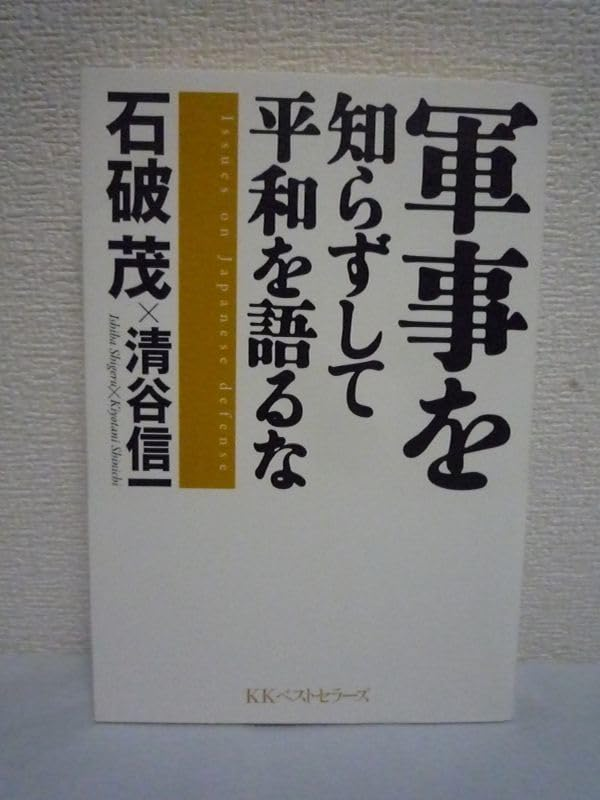 軍事を
知らずして
平和を語るな
Issues on Japanese defense
石破 茂×清谷信一
Ishiba Shigeru×Kiyotani Shinichi
KKベストセラーズ